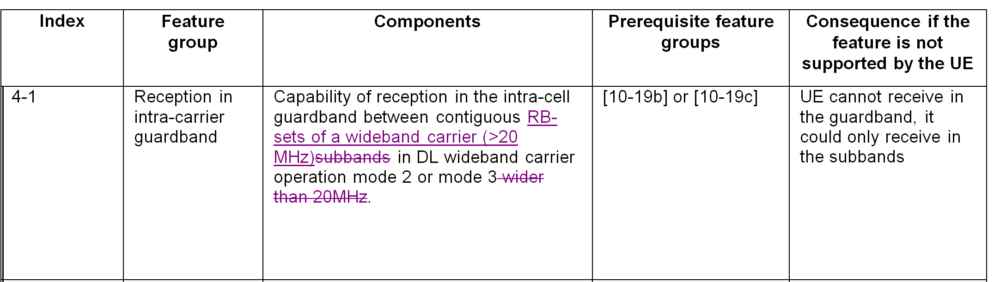 Index
Feature
group
Components
Prerequisite feature
groups
Consequence if the
feature is not
supported by the UE
4-1
Reception in
intra-carrier
guardband
Capability of reception in the intra-cell
guardband between contiguous RB-
sets of a wideband carrier (>20
MHz)subbands in DL wideband carrier
operation mode 2 or mode 3 wider
than 20MHz.
[10-19b] or [10-19c]
UE cannot receive in
the guardband, it
could only receive in
the subbands